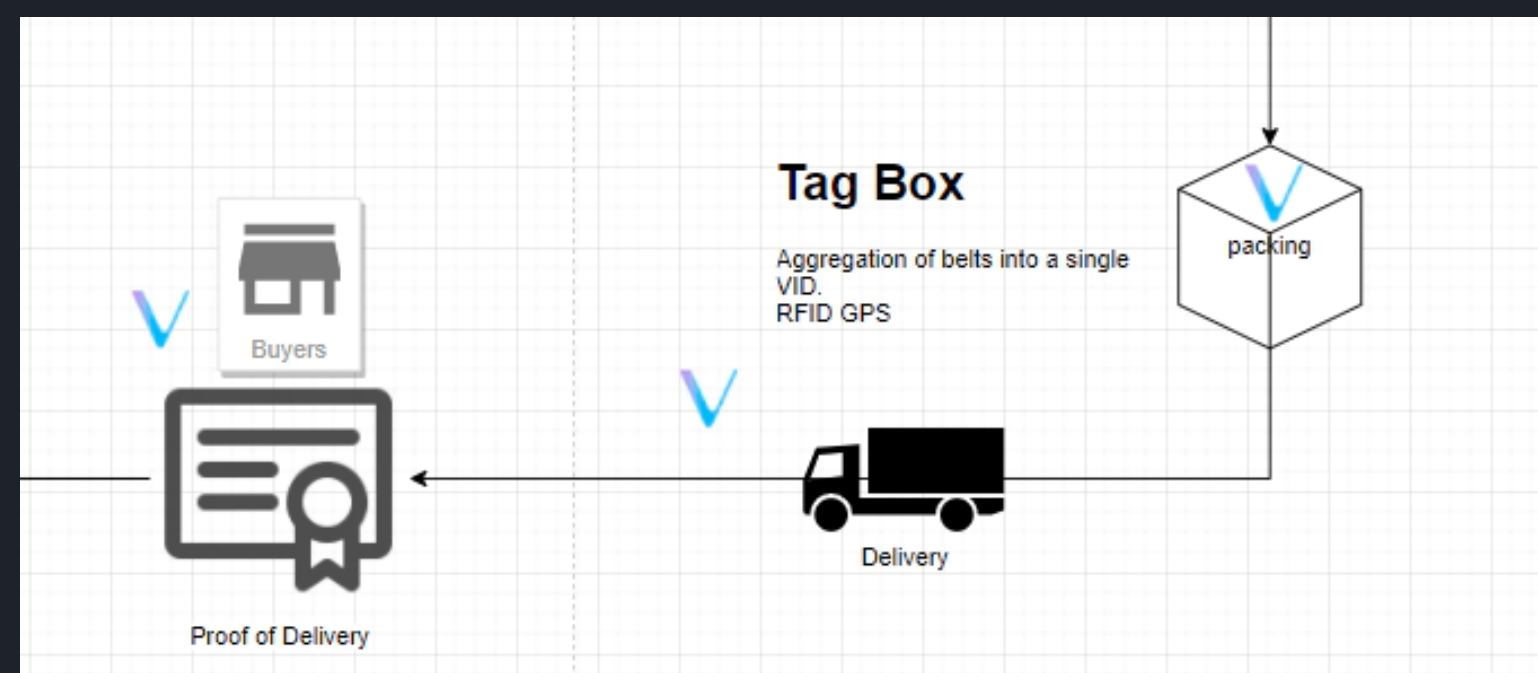 Tag Box
packing
Aggregation of belts into a single
VID.
RFID GPS
Buyers
Delivery
Proof of Delivery